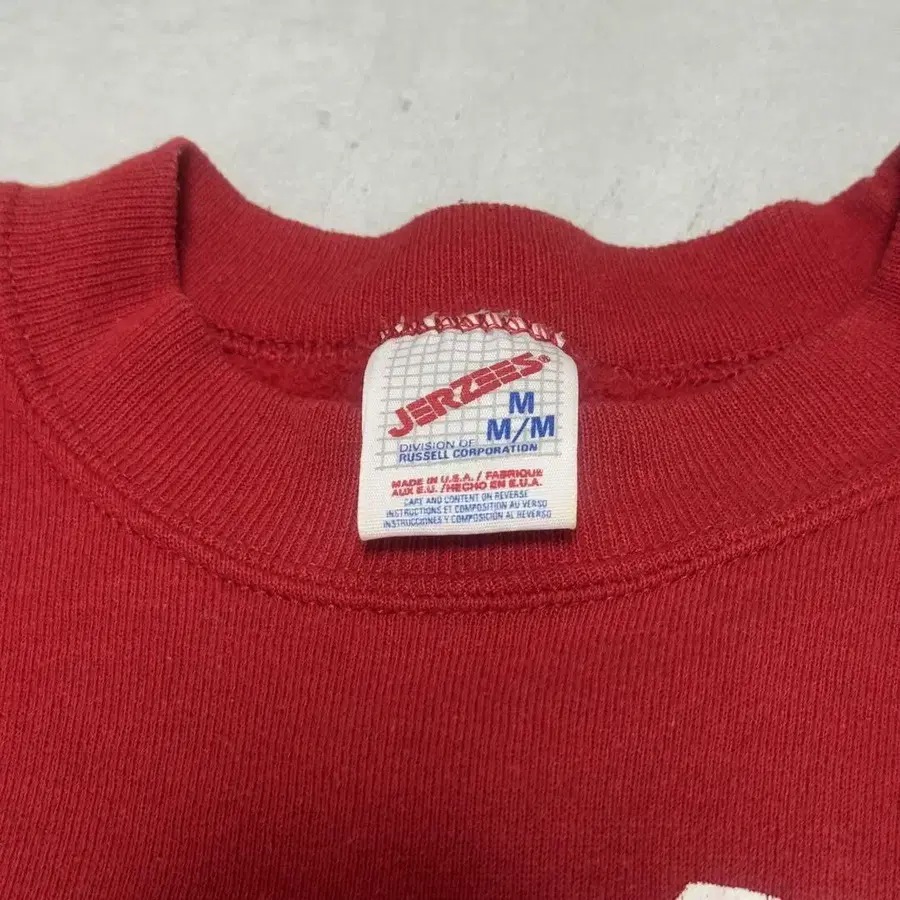 JERZEES®
M
M/M
DIVISION OF
RUSSELL CORPORATION
MADE IN U.S.A. / FABRIQUE
AUX E.U. /HECHO EN E.U.A.
CARE AND CONTENT ON REVERSE
INSTRUCTIONS ET COMPOSITION AU VERSO
INSTRUCCIONES Y COMPOSICION AL REVERSO